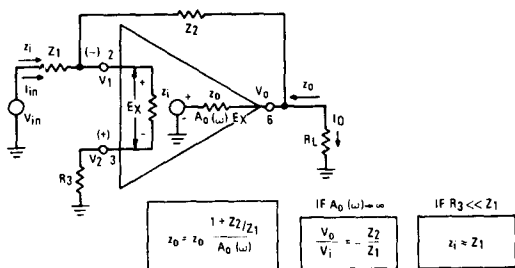 Z2
zi Z1 (-) 2
Iin V1 + zi zo Vo zo
Vin EX + Ao(ω) EX 6 IO
- -
(+)
V2 3
R3 RL
zo = zo 1 + Z2/Z1 / Ao(ω)
IF Ao(ω) → ∞
Vo/Vi = - Z2/Z1
IF R3 << Z1
zi ≈ Z1